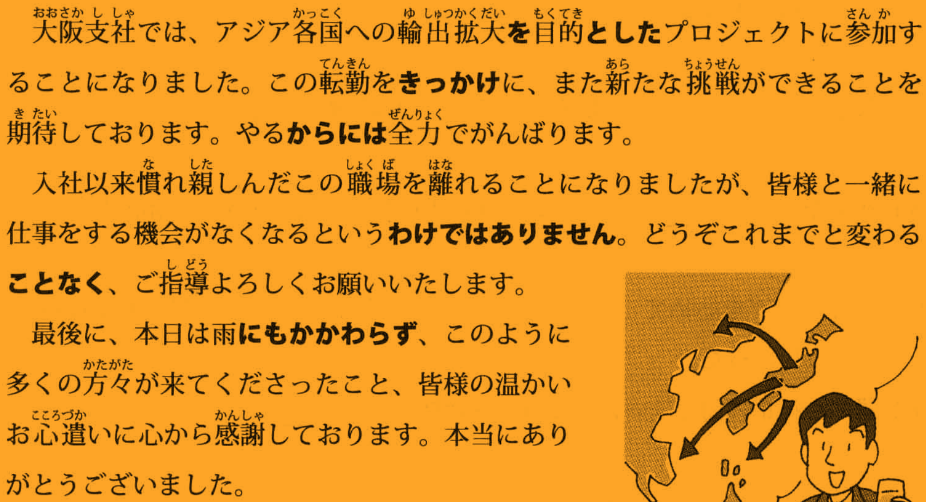 大阪支社では、アジア各国への輸出拡大を目的としたプロジェクトに参加す
ることになりました。この転勤をきっかけに、また新たな挑戦ができることを
期待しております。やるからには全力でがんばります。
入社以来慣れ親しんだこの職場を離れることになりましたが、皆様と一緒に
仕事をする機会がなくなるというわけではありません。どうぞこれまでと変わる
ことなく、ご指導よろしくお願いいたします。
最後に、本日は雨にもかかわらず、このように
多くの方々が来てくださったこと、皆様の温かい
お心遣いに心から感謝しております。本当にあり
がとうございました。